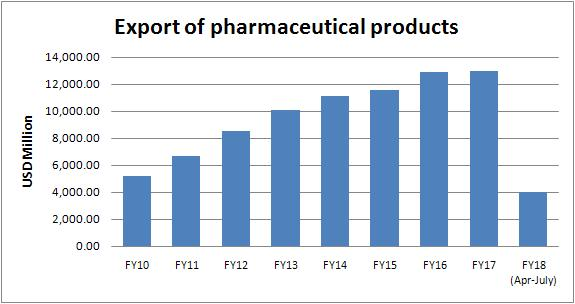 Export of pharmaceutical products
USD Million
14,000.00
12,000.00
10,000.00
8,000.00
6,000.00
4,000.00
2,000.00
0.00
FY10 FY11 FY12 FY13 FY14 FY15 FY16 FY17 FY18
(Apr-July)